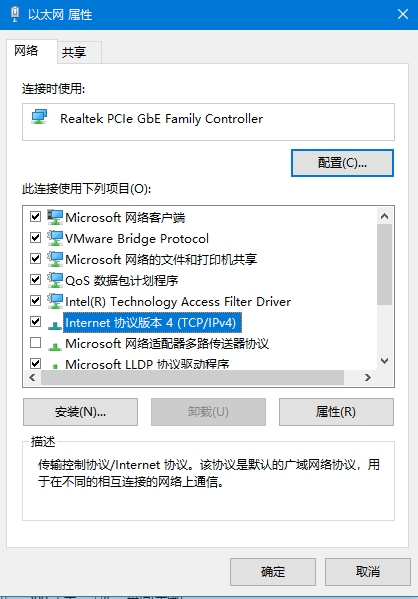 以太网 属性
网络
共享
连接时使用:
Realtek PCIe GbE Family Controller
配置(C)...
此连接使用下列项目(O):
Microsoft 网络客户端
VMware Bridge Protocol
Microsoft 网络的文件和打印机共享
QoS 数据包计划程序
Intel(R) Technology Access Filter Driver
Internet 协议版本 4 (TCP/IPv4)
Microsoft 网络适配器多路传送器协议
Microsoft LLDP 协议驱动程序
安装(N)...
卸载(U)
属性(R)
描述
传输控制协议/Internet 协议。该协议是默认的广域网络协议，用
于在不同的相互连接的网络上通信。
确定
取消